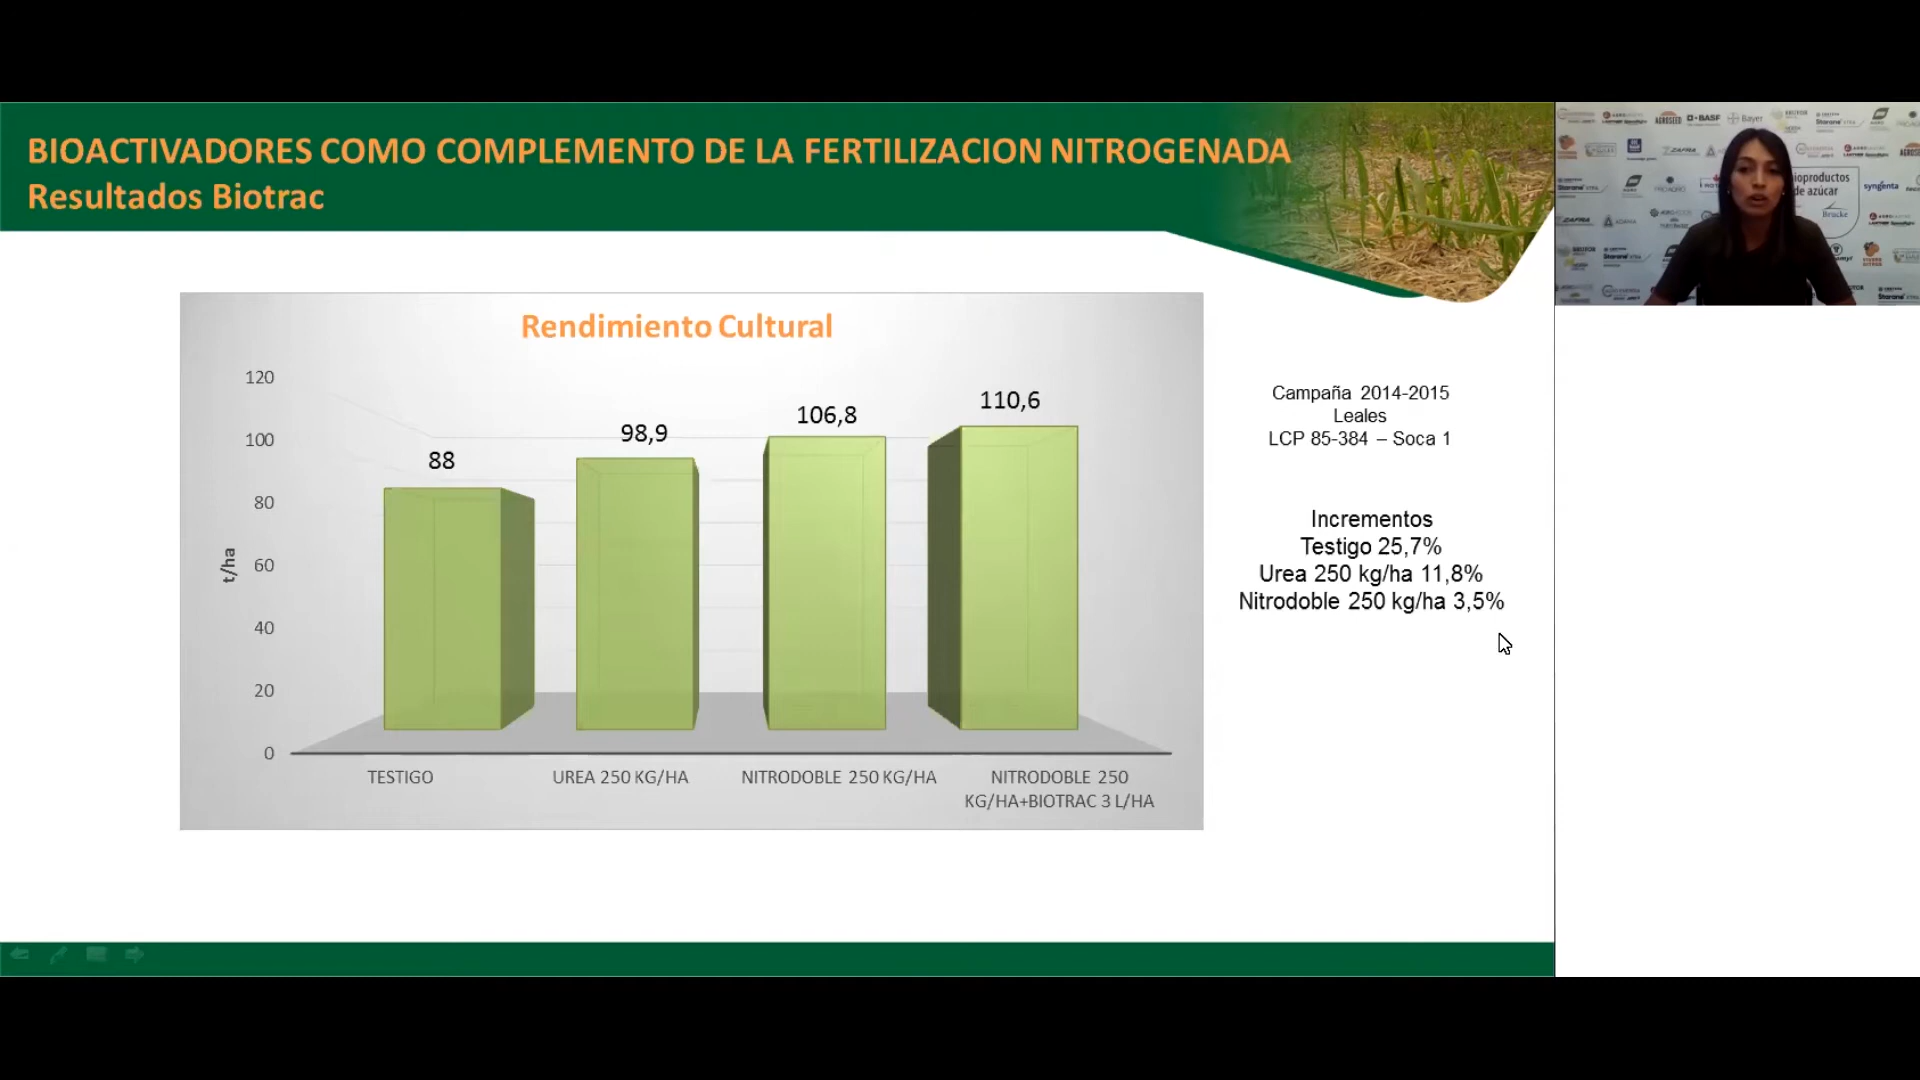 BIOACTIVADORES COMO COMPLEMENTO DE LA FERTILIZACION NITROGENADA
Resultados Biotrac
Rendimiento Cultural
120
100
80
60
40
20
0
t/ha
88
98,9
106,8
110,6
TESTIGO
UREA 250 KG/HA
NITRODOBLE 250 KG/HA
NITRODOBLE 250
KG/HA+BIOTRAC 3 L/HA
Campaña 2014-2015
Leales
LCP 85-384 – Soca 1
Incrementos
Testigo 25,7%
Urea 250 kg/ha 11,8%
Nitrodoble 250 kg/ha 3,5%
BASF
Bayer
ZAFRA
ioproductos
de azúcar
syngenta